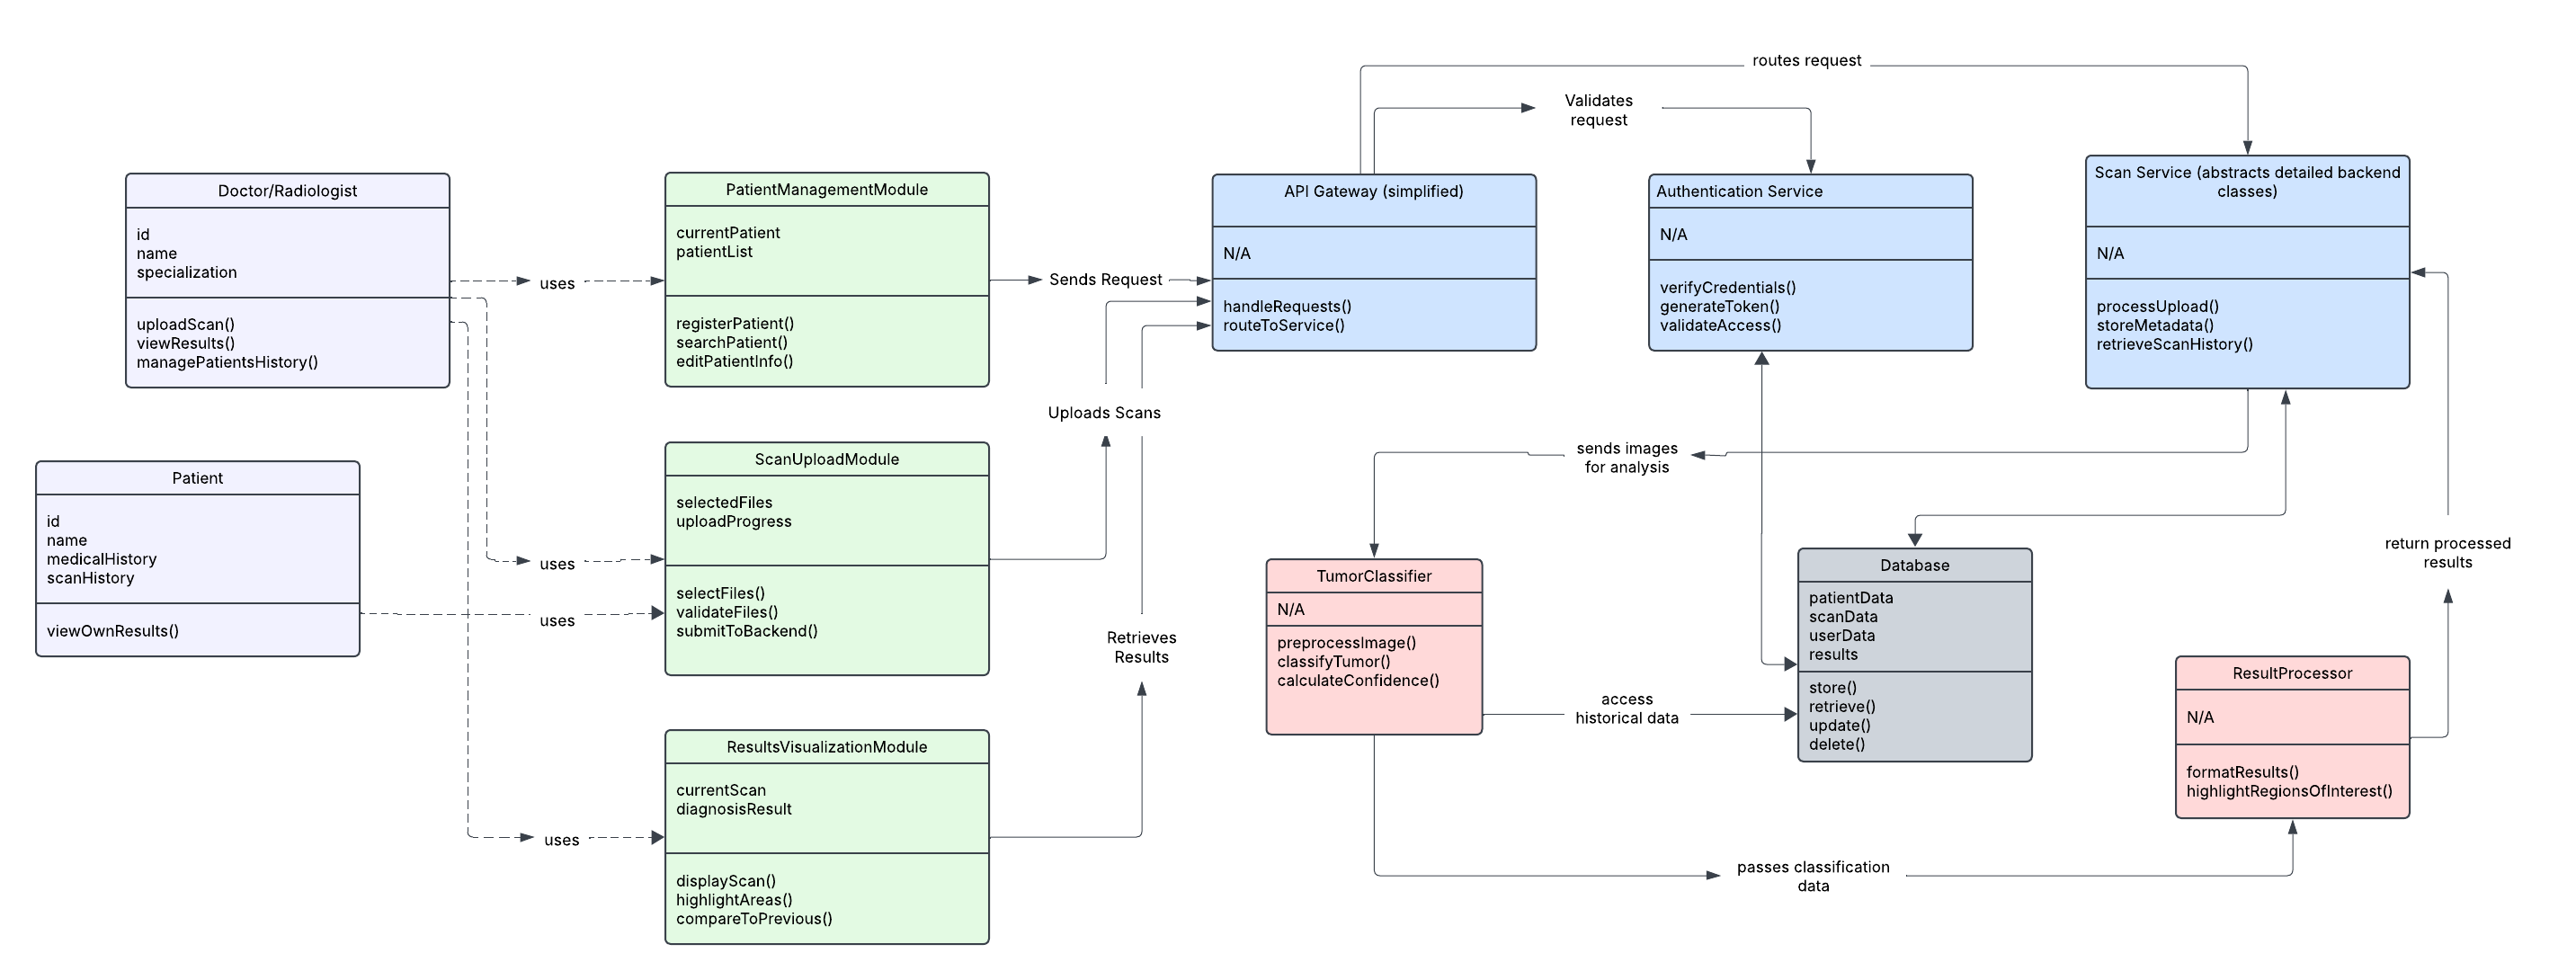 routes request
Validates
request
Doctor/Radiologist
id
name
specialization
uploadScan()
viewResults()
managePatientsHistory()
uses
PatientManagementModule
currentPatient
patientList
registerPatient()
searchPatient()
editPatientInfo()
Sends Request
API Gateway (simplified)
N/A
handleRequests()
routeToService()
Authentication Service
N/A
verifyCredentials()
generateToken()
validateAccess()
Scan Service (abstracts detailed backend
classes)
N/A
processUpload()
storeMetadata()
retrieveScanHistory()
Uploads Scans
Patient
id
name
medicalHistory
scanHistory
viewOwnResults()
uses
uses
ScanUploadModule
selectedFiles
uploadProgress
selectFiles()
validateFiles()
submitToBackend()
Retrieves
Results
sends images
for analysis
TumorClassifier
N/A
preprocessImage()
classifyTumor()
calculateConfidence()
access
historical data
Database
patientData
scanData
userData
results
store()
retrieve()
update()
delete()
return processed
results
ResultProcessor
N/A
formatResults()
highlightRegionsOfInterest()
uses
ResultsVisualizationModule
currentScan
diagnosisResult
displayScan()
highlightAreas()
compareToPrevious()
passes classification
data